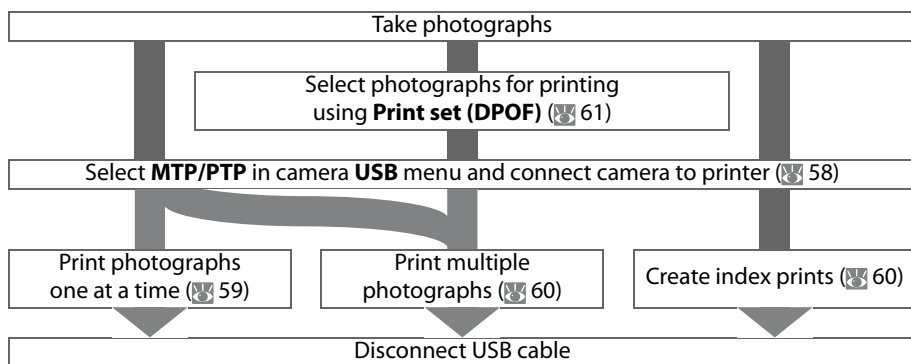 Take photographs
Select photographs for printing
using Print set (DPOF) ( 61)
Select MTP/PTP in camera USB menu and connect camera to printer ( 58)
Print photographs
one at a time ( 59)
Print multiple
photographs ( 60)
Create index prints ( 60)
Disconnect USB cable